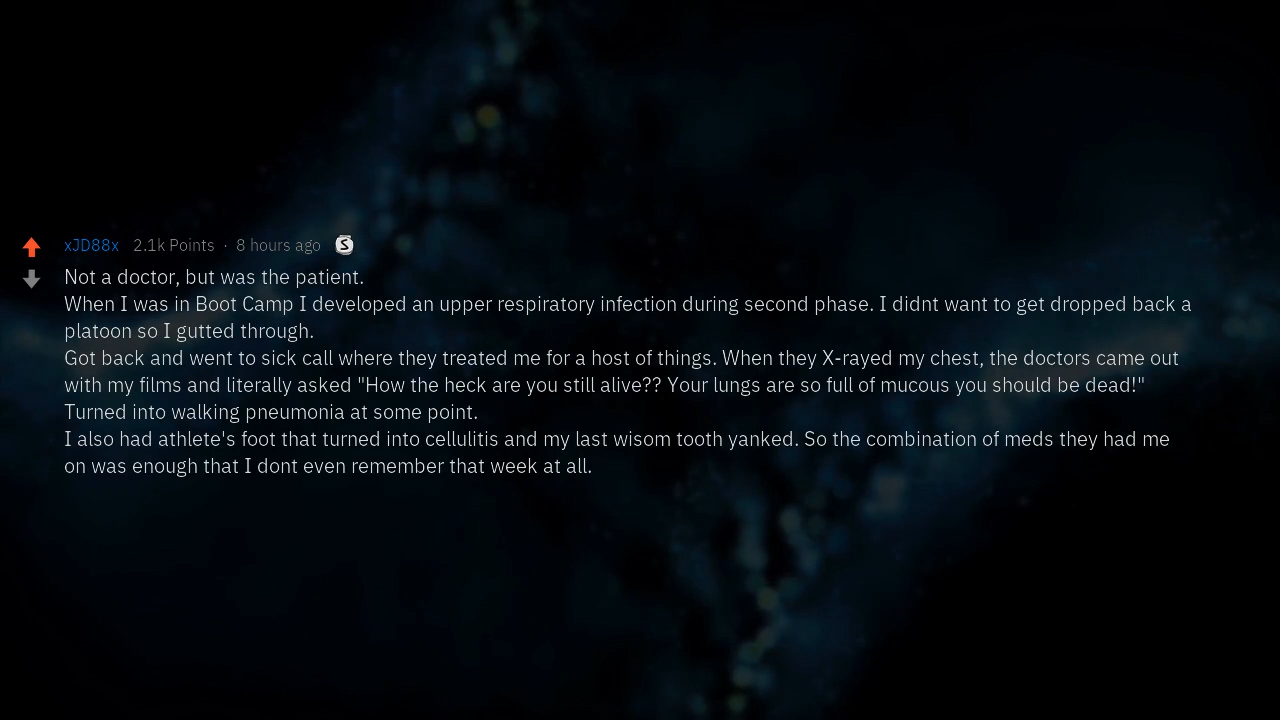 xJD88x 2.1k Points · 8 hours ago S
Not a doctor, but was the patient.
When I was in Boot Camp I developed an upper respiratory infection during second phase. I didnt want to get dropped back a
platoon so I gutted through.
Got back and went to sick call where they treated me for a host of things. When they X-rayed my chest, the doctors came out
with my films and literally asked "How the heck are you still alive?? Your lungs are so full of mucous you should be dead!"
Turned into walking pneumonia at some point.
I also had athlete's foot that turned into cellulitis and my last wisom tooth yanked. So the combination of meds they had me
on was enough that I dont even remember that week at all.